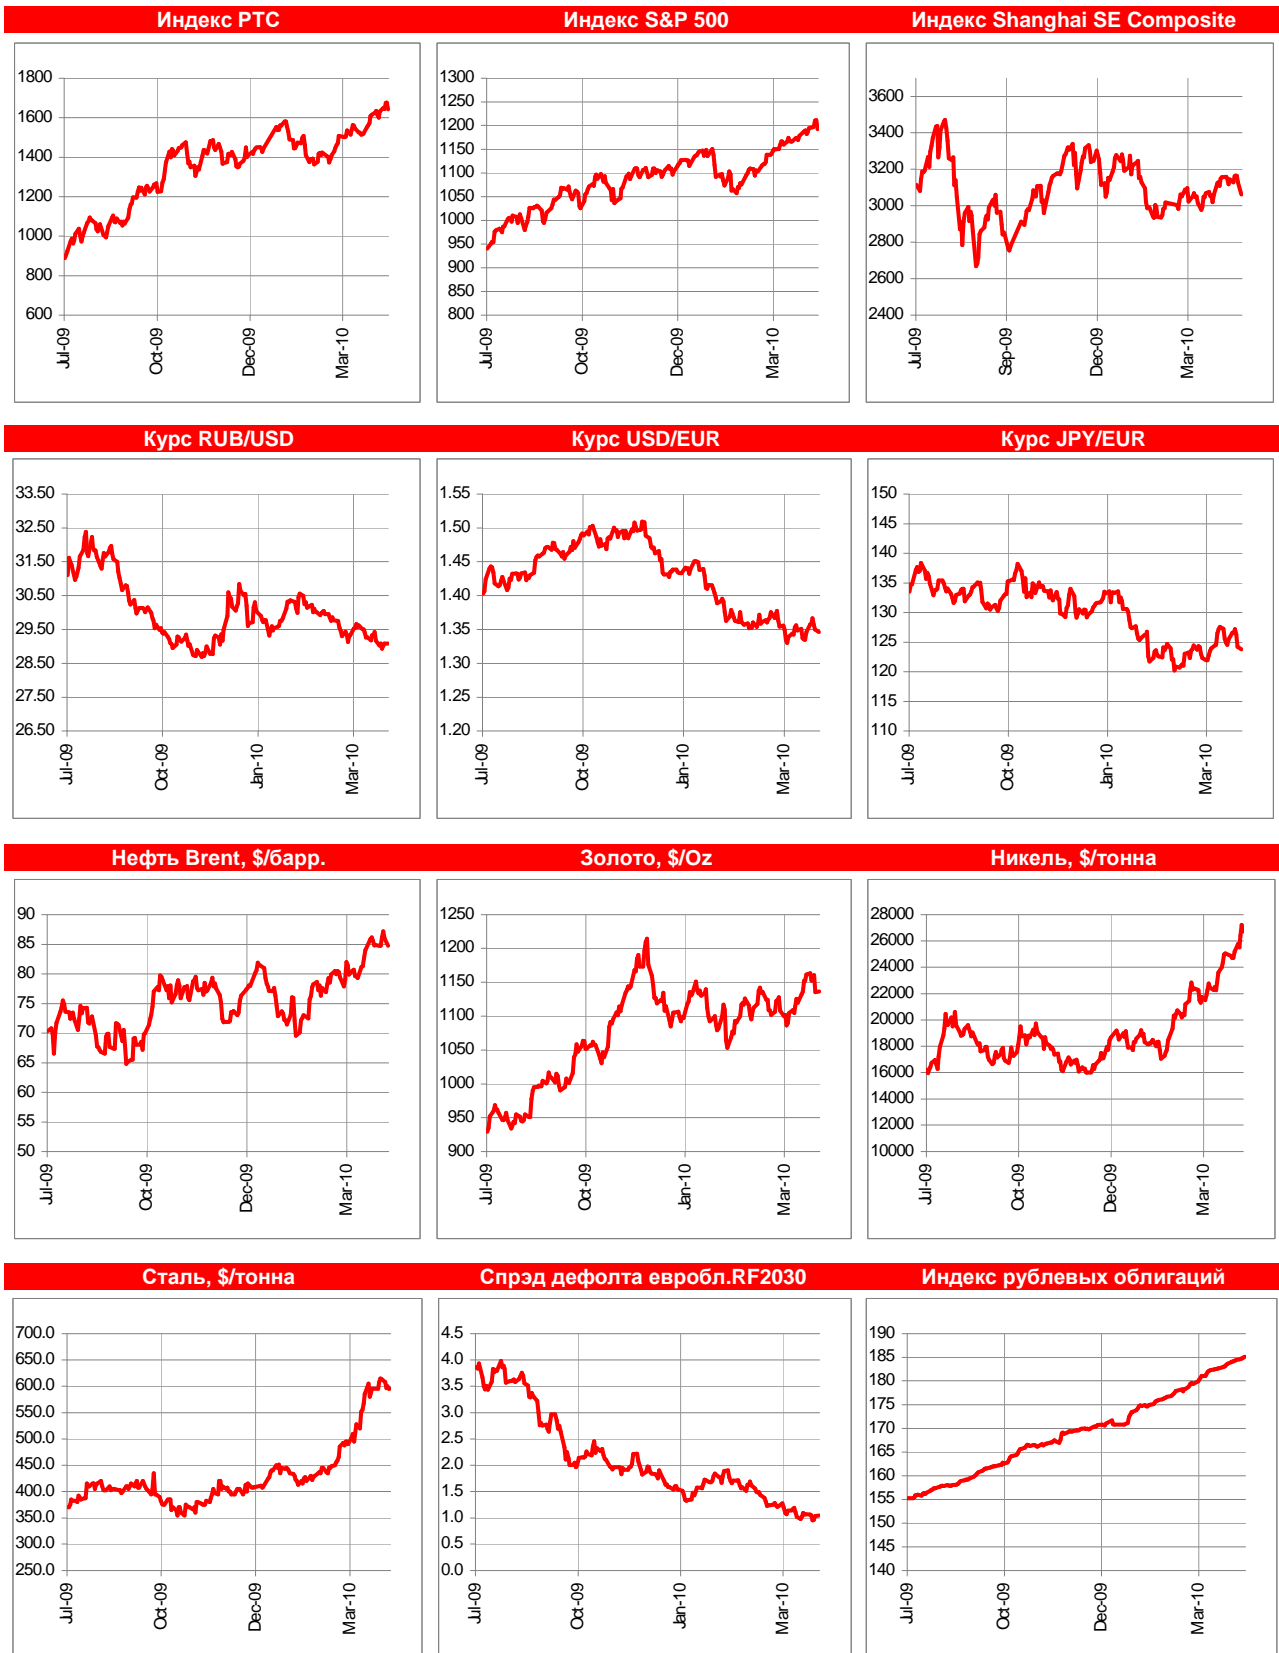 Индекс РТС
1800
1600
1400
1200
1000
800
600
Jul-09
Oct-09
Dec-09
Mar-10
Индекс S&P 500
1300
1250
1200
1150
1100
1050
1000
950
900
850
800
Jul-09
Oct-09
Dec-09
Mar-10
Индекс Shanghai SE Composite
3600
3400
3200
3000
2800
2600
2400
Jul-09
Sep-09
Dec-09
Mar-10
Курс RUB/USD
33.50
32.50
31.50
30.50
29.50
28.50
27.50
26.50
Jul-09
Oct-09
Jan-10
Mar-10
Курс USD/EUR
1.55
1.50
1.45
1.40
1.35
1.30
1.25
1.20
Jul-09
Oct-09
Jan-10
Mar-10
Курс JPY/EUR
150
145
140
135
130
125
120
115
110
Jul-09
Oct-09
Jan-10
Mar-10
Нефть Brent, $/барр.
90
85
80
75
70
65
60
55
50
Jul-09
Oct-09
Dec-09
Mar-10
Золото, $/Oz
1250
1200
1150
1100
1050
1000
950
900
Jul-09
Oct-09
Jan-10
Mar-10
Никель, $/тонна
28000
26000
24000
22000
20000
18000
16000
14000
12000
10000
Jul-09
Oct-09
Dec-09
Mar-10
Сталь, $/тонна
700.0
650.0
600.0
550.0
500.0
450.0
400.0
350.0
300.0
250.0
Jul-09
Oct-09
Dec-09
Mar-10
Спрэд дефолта евробл.RF2030
4.5
4.0
3.5
3.0
2.5
2.0
1.5
1.0
0.5
0.0
Jul-09
Oct-09
Jan-10
Mar-10
Индекс рублевых облигаций
190
185
180
175
170
165
160
155
150
145
140
Jul-09
Oct-09
Dec-09
Mar-10